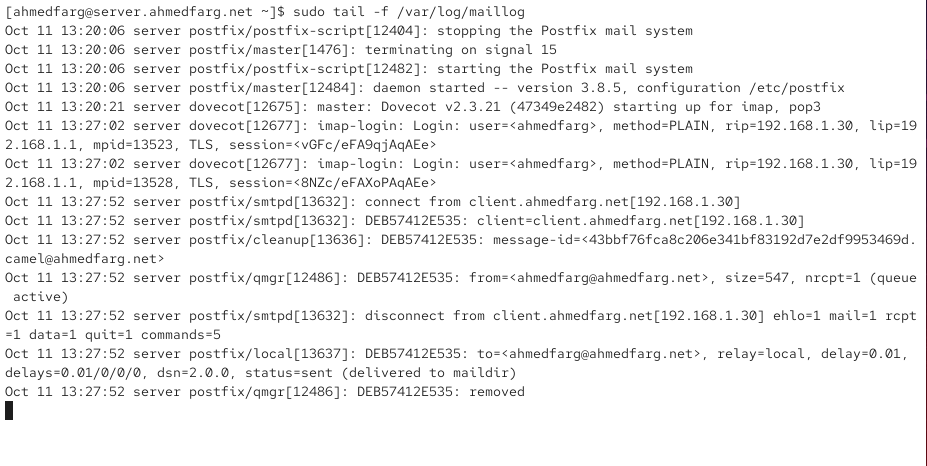 [ahmedfarg@server.ahmedfarg.net ~]$ sudo tail -f /var/log/maillog
Oct 11 13:20:06 server postfix/postfix-script[12404]: stopping the Postfix mail system
Oct 11 13:20:06 server postfix/master[1476]: terminating on signal 15
Oct 11 13:20:06 server postfix/postfix-script[12482]: starting the Postfix mail system
Oct 11 13:20:06 server postfix/master[12484]: daemon started -- version 3.8.5, configuration /etc/postfix
Oct 11 13:20:21 server dovecot[12675]: master: Dovecot v2.3.21 (47349e2482) starting up for imap, pop3
Oct 11 13:27:02 server dovecot[12677]: imap-login: Login: user=<ahmedfarg>, method=PLAIN, rip=192.168.1.30, lip=19
2.168.1.1, mpid=13523, TLS, session=<vGFc/eFA9qjAqAEe>
Oct 11 13:27:02 server dovecot[12677]: imap-login: Login: user=<ahmedfarg>, method=PLAIN, rip=192.168.1.30, lip=19
2.168.1.1, mpid=13528, TLS, session=<8NZc/eFAXoPAqAEe>
Oct 11 13:27:52 server postfix/smtpd[13632]: connect from client.ahmedfarg.net[192.168.1.30]
Oct 11 13:27:52 server postfix/smtpd[13632]: DEB57412E535: client=client.ahmedfarg.net[192.168.1.30]
Oct 11 13:27:52 server postfix/cleanup[13636]: DEB57412E535: message-id=<43bbf76fca8c206e341bf83192d7e2df9953469d.
camel@ahmedfarg.net>
Oct 11 13:27:52 server postfix/qmgr[12486]: DEB57412E535: from=<ahmedfarg@ahmedfarg.net>, size=547, nrcpt=1 (queue
 active)
Oct 11 13:27:52 server postfix/smtpd[13632]: disconnect from client.ahmedfarg.net[192.168.1.30] ehlo=1 mail=1 rcpt
=1 data=1 quit=1 commands=5
Oct 11 13:27:52 server postfix/local[13637]: DEB57412E535: to=<ahmedfarg@ahmedfarg.net>, relay=local, delay=0.01,
delays=0.01/0/0/0, dsn=2.0.0, status=sent (delivered to maildir)
Oct 11 13:27:52 server postfix/qmgr[12486]: DEB57412E535: removed